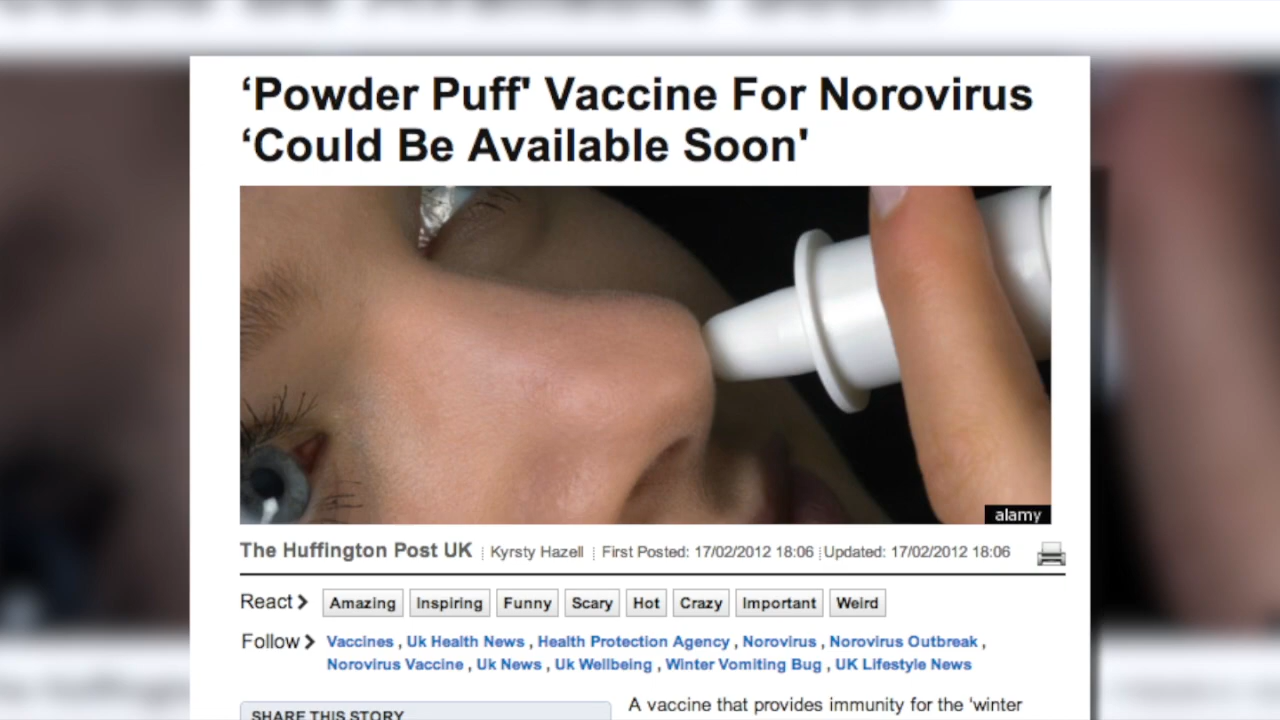 ‘Powder Puff' Vaccine For Norovirus
‘Could Be Available Soon'
alamy
The Huffington Post UK Kyrsty Hazell First Posted: 17/02/2012 18:06 Updated: 17/02/2012 18:06
React Amazing Inspiring Funny Scary Hot Crazy Important Weird
Follow Vaccines , Uk Health News , Health Protection Agency , Norovirus , Norovirus Outbreak ,
Norovirus Vaccine , Uk News , Uk Wellbeing , Winter Vomiting Bug , UK Lifestyle News
SHARE THIS STORY
A vaccine that provides immunity for the ‘winter